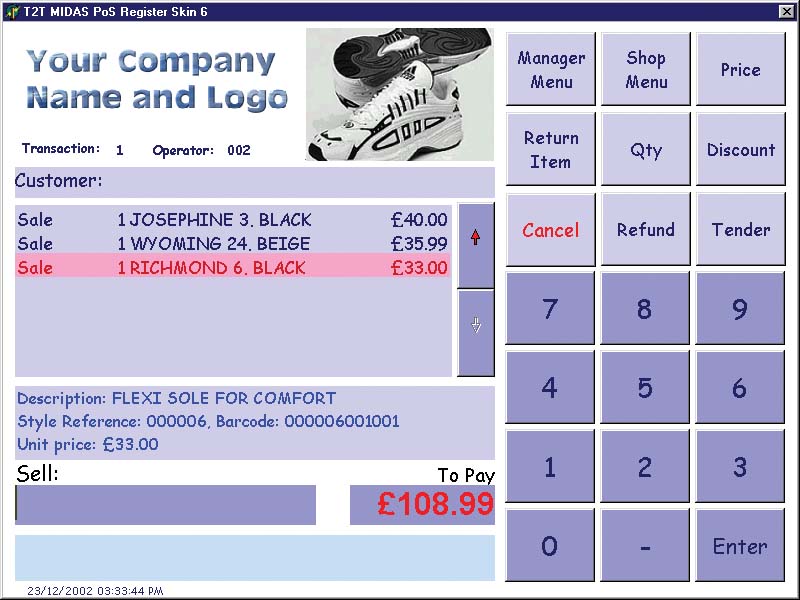 T2T MIDAS PoS Register Skin 6
Your Company
Name and Logo
Transaction: 1 Operator: 002
Customer:
Sale 1 JOSEPHINE 3. BLACK £40.00
Sale 1 WYOMING 24. BEIGE £35.99
Sale 1 RICHMOND 6. BLACK £33.00
Description: FLEXI SOLE FOR COMFORT
Style Reference: 000006, Barcode: 000006001001
Unit price: £33.00
Sell:
To Pay
£108.99
23/12/2002 03:33:44 PM
Manager
Menu
Shop
Menu
Price
Return
Item
Qty
Discount
Cancel
Refund
Tender
7 8 9
4 5 6
1 2 3
0 - Enter